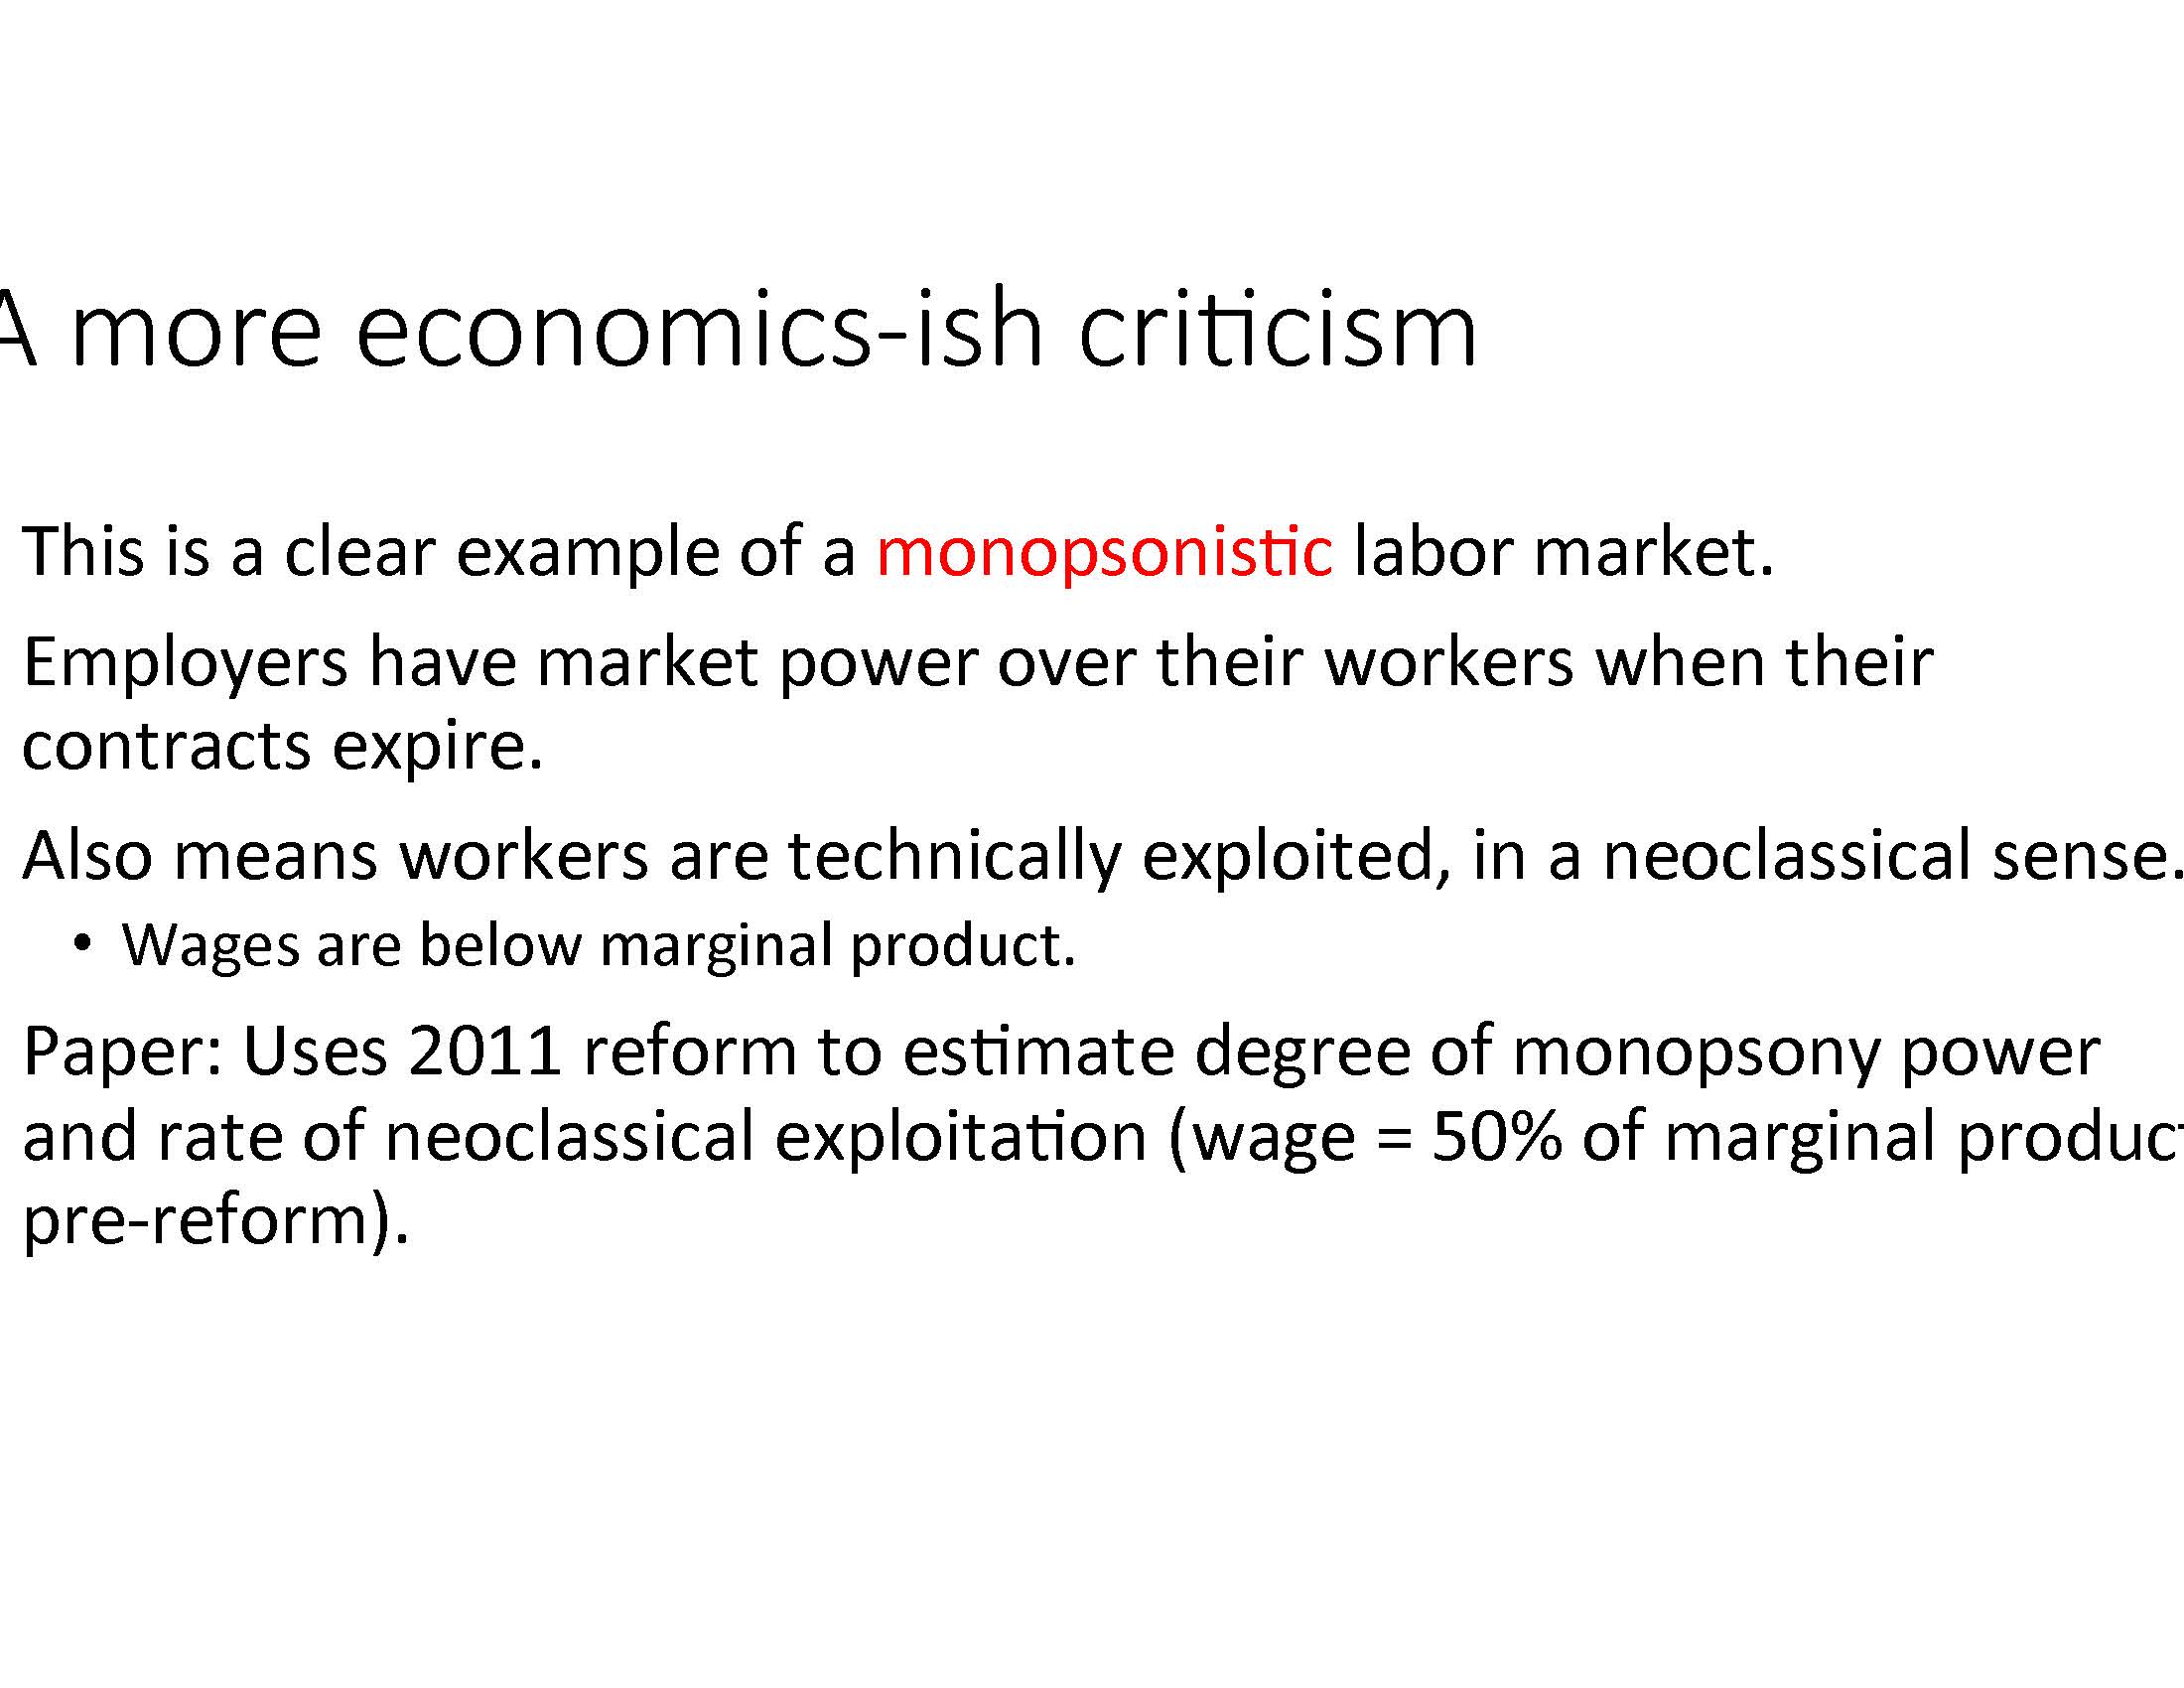 A more economics-ish criticism
This is a clear example of a monopsonistic labor market.
Employers have market power over their workers when their
contracts expire.
Also means workers are technically exploited, in a neoclassical sense.
• Wages are below marginal product.
Paper: Uses 2011 reform to estimate degree of monopsony power
and rate of neoclassical exploitation (wage = 50% of marginal product
pre-reform).